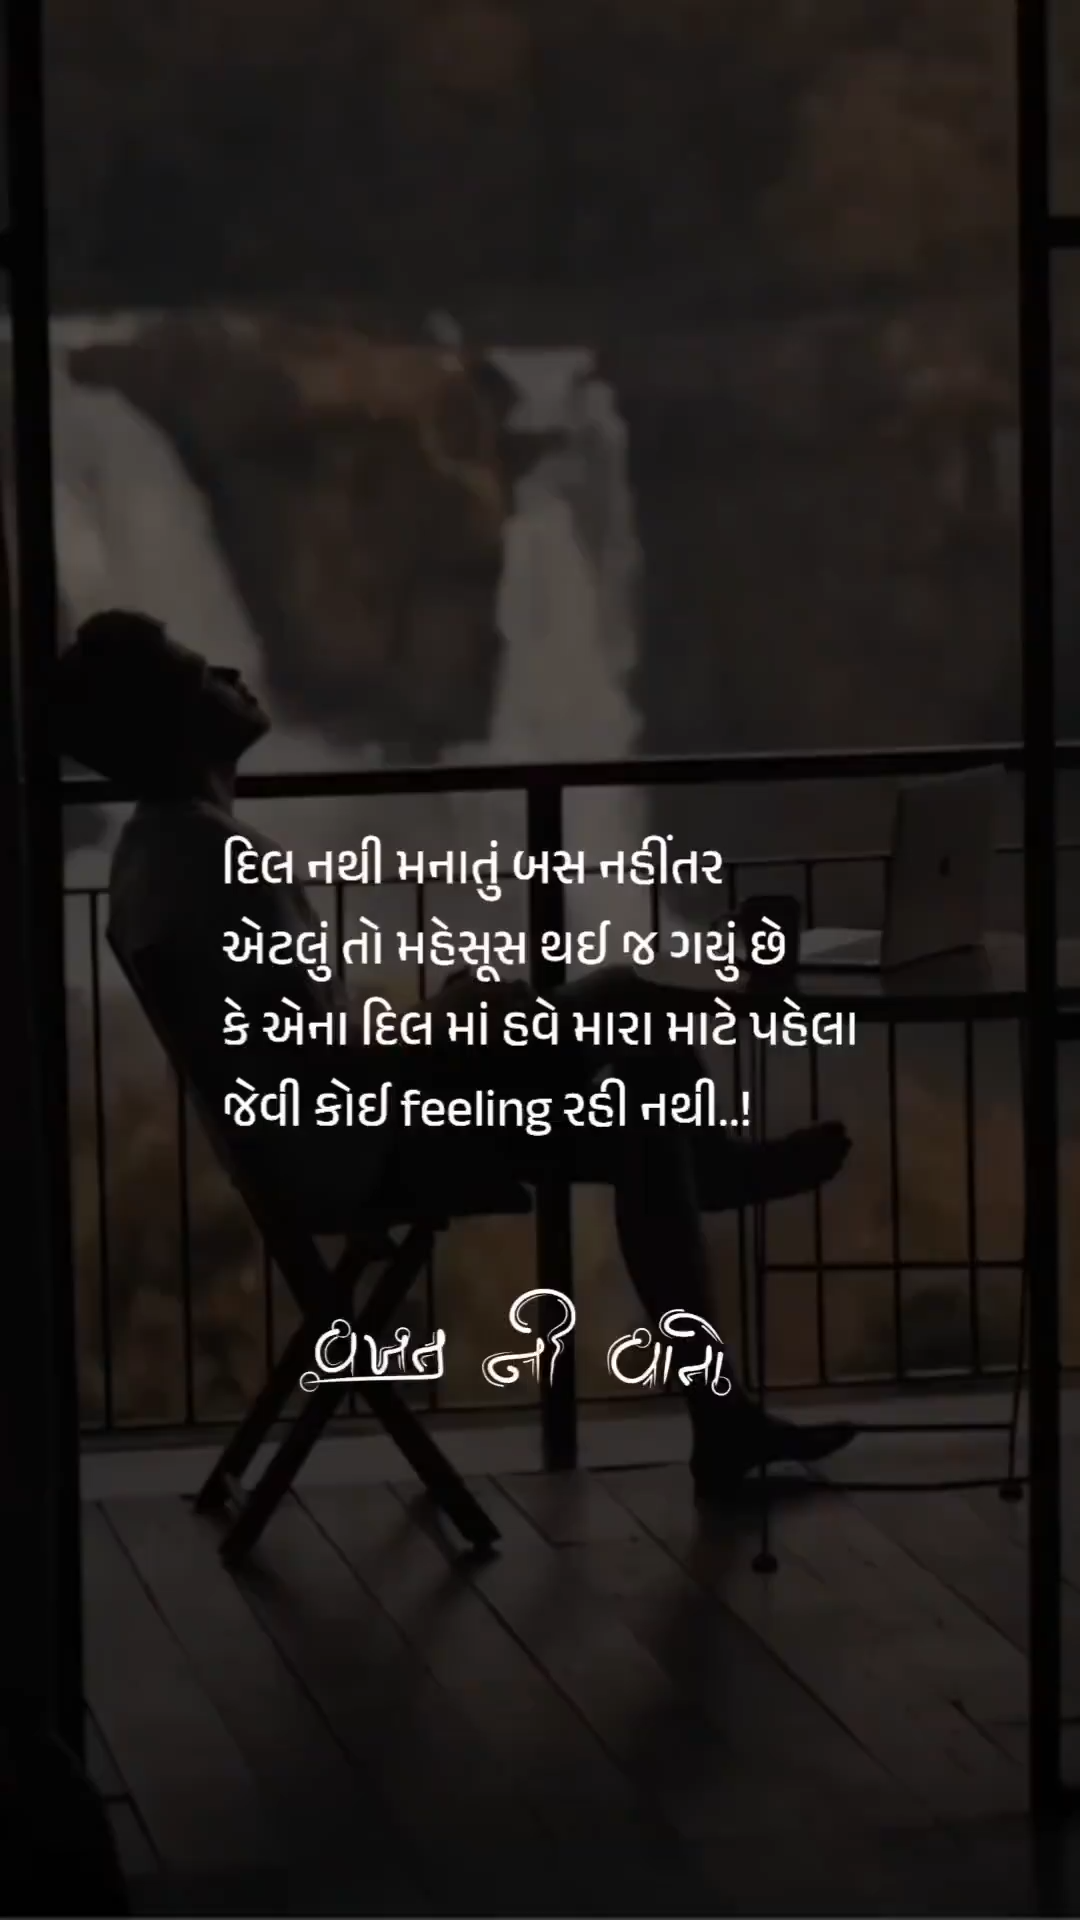 દિલ નથી મનાતું બસ નહીંતર
એટલું તો મહેસૂસ થઈ જ ગયું છે
કે એના દિલ માં હવે મારા માટે પહેલા
જેવી કોઈ feeling રહી નથી..!
વખત ની વાતો